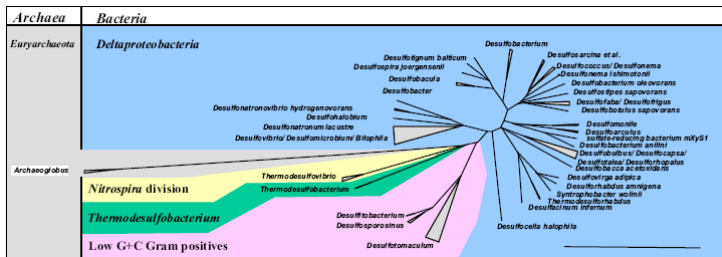 Archaea
Bacteria
Euryarchaeota
Deltaproteobacteria
Desulfobacterium
Desulfotignum balticum
Desulfospira joergensenii
Desulfobacula
Desulfobacter
Desulfosarcina et al.
Desulfococcus/ Desulfonema
Desulfonema ishimotonii
Desulfobacterium oleovorans
Desulfostipes sapovorans
Desulfofaba/ Desulfofrigus
Desulfobotulus sapovorans
Desulfonatronovibrio hydrogenovorans
Desulfohalobium
Desulfonatronum lacustre
Desulfovibrio/ Desulfomicrobium/ Bilophila
Desulfomonile
Desulfoarculus
sulfate-reducing bacterium mXyS1
Desulfobacterium anilini
Desulfobulbus/ Desulfocapsa/
Desulfotalea/ Desulforhopalus
Desulfobacca acetoxidans
Desulfovirga adipica
Desulforhabdus amnigena
Syntrophobacter wolinii
Thermodesulforhabdus
Desulfacinum infernum
Desulfocella halophila
Archaeoglobus
Thermodesulfovibrio
Nitrospira division
Thermodesulfobacterium
Thermodesulfobacterium
Desulfitobacterium
Desulfosporosinus
Low G+C Gram positives
Desulfotomaculum